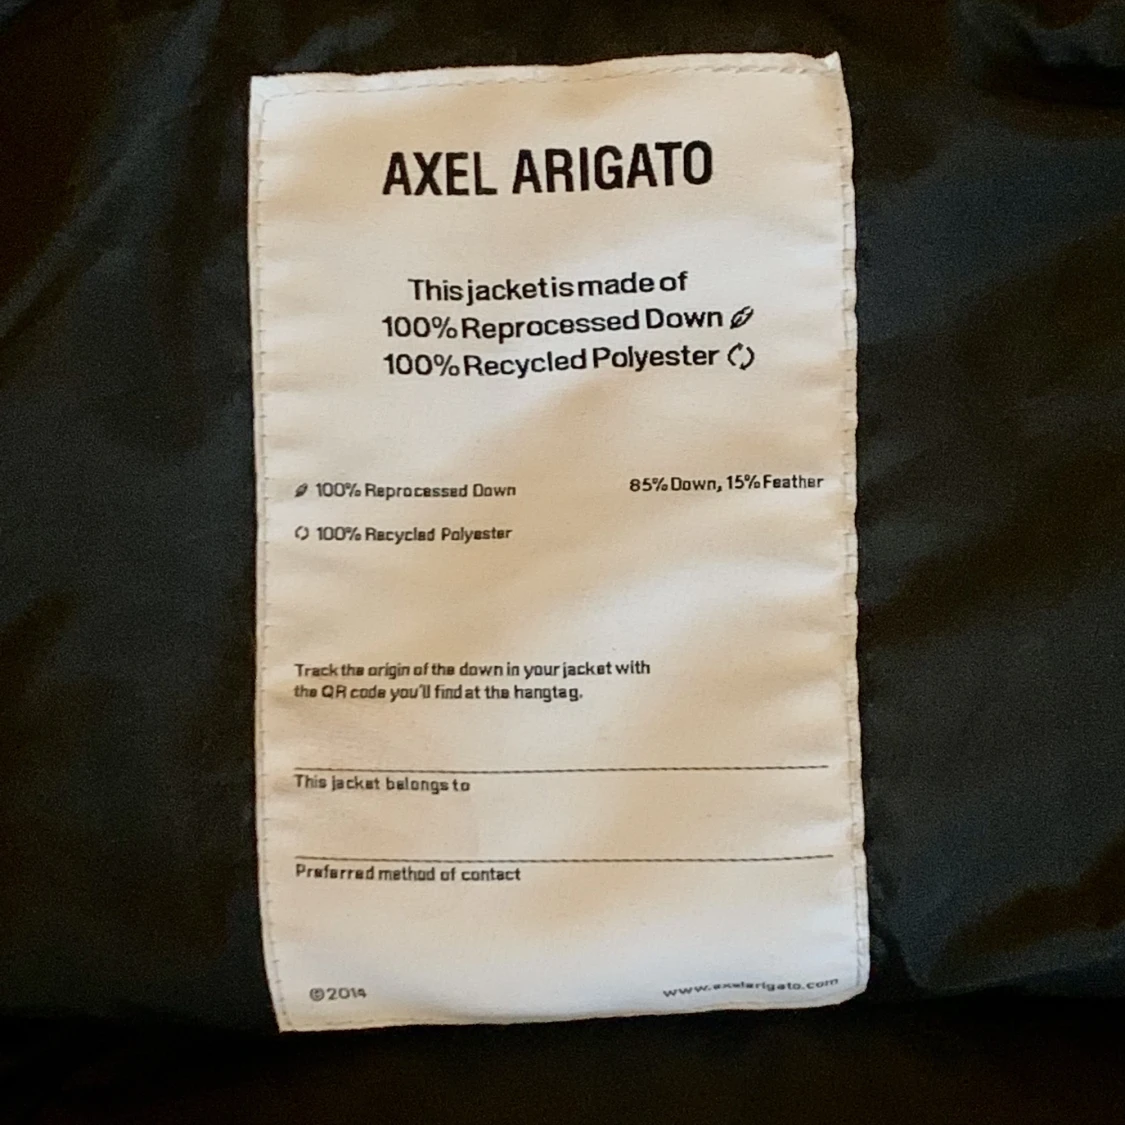 AXEL ARIGATO
This jacket is made of
100% Reprocessed Down
100% Recycled Polyester
100% Reprocessed Down 85% Down, 15% Feather
100% Recycled Polyester
Track the origin of the down in your jacket with
the QR code you'll find at the hangtag.
This jacket belongs to
Preferred method of contact
©2014 www.axelarigato.com